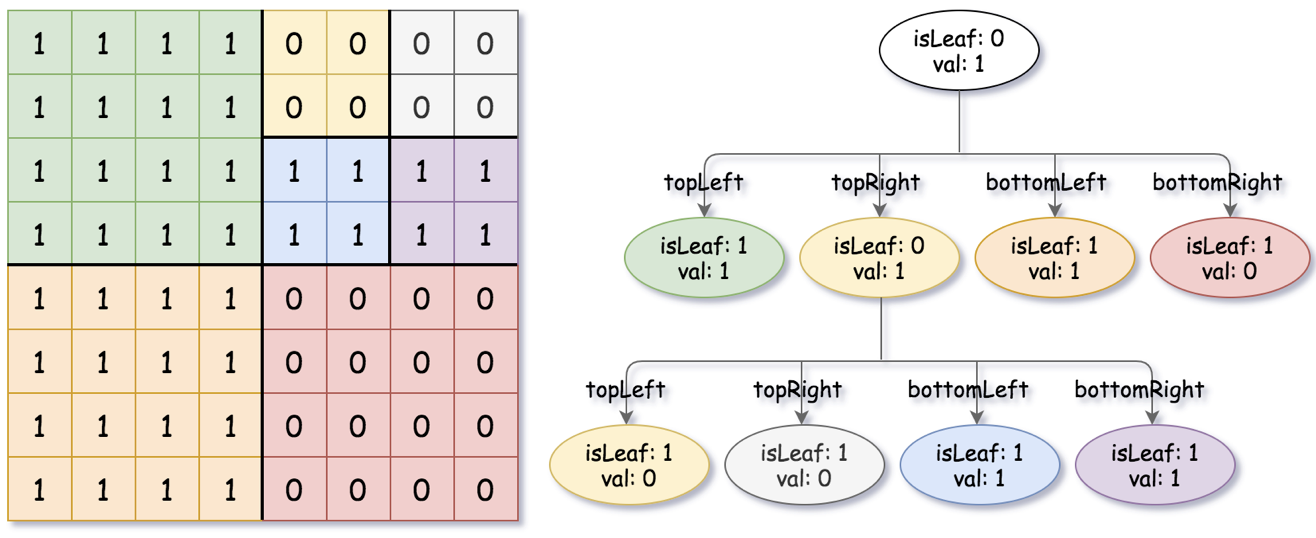 1 1 1 1 0 0 0 0
1 1 1 1 0 0 0 0
1 1 1 1 1 1 1 1
1 1 1 1 1 1 1 1
1 1 1 1 0 0 0 0
1 1 1 1 0 0 0 0
1 1 1 1 0 0 0 0
1 1 1 1 0 0 0 0
isLeaf: 0
val: 1
topLeft
topRight
bottomLeft
bottomRight
isLeaf: 1
val: 1
isLeaf: 0
val: 1
isLeaf: 1
val: 1
isLeaf: 1
val: 0
topLeft
topRight
bottomLeft
bottomRight
isLeaf: 1
val: 0
isLeaf: 1
val: 0
isLeaf: 1
val: 1
isLeaf: 1
val: 1